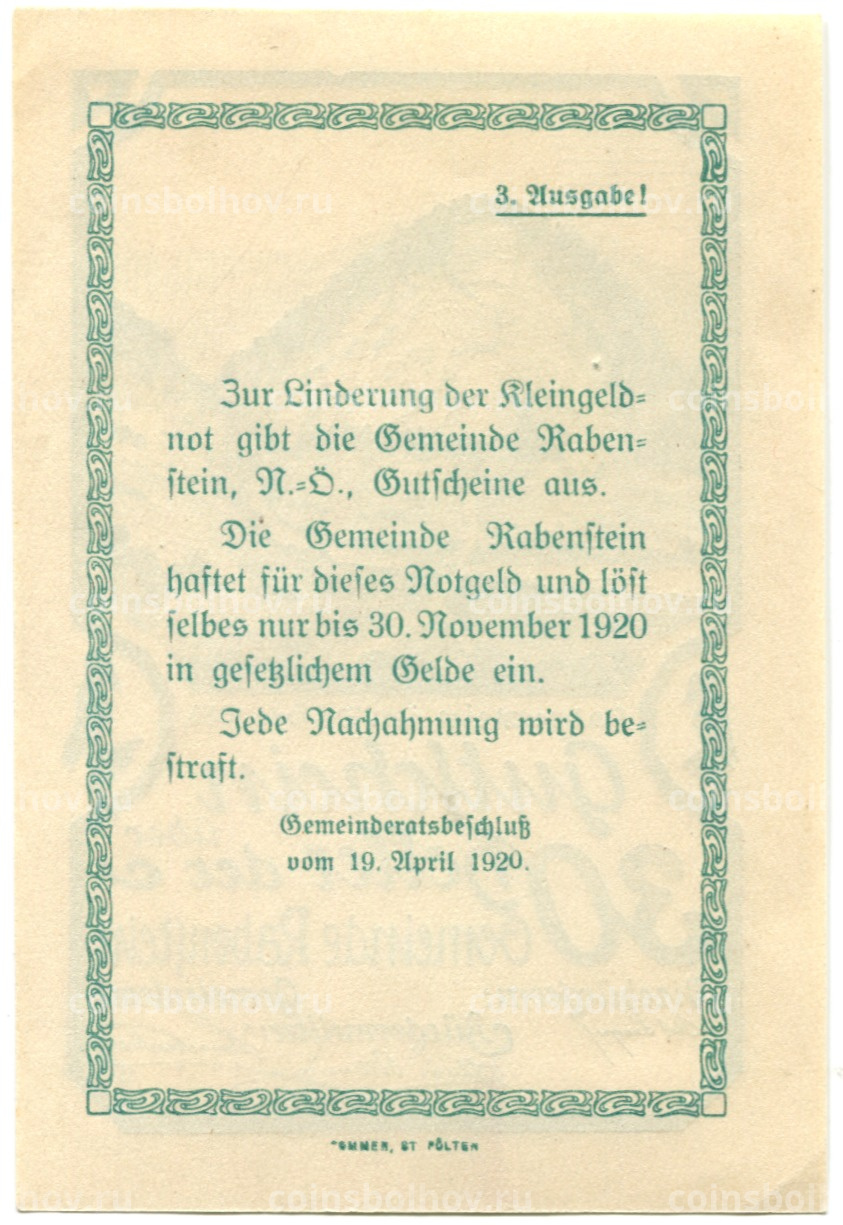 3. Ausgabe!
Zur Linderung der Kleingeld-
not gibt die Gemeinde Raben-
stein, N.-Ö., Gutscheine aus.
Die Gemeinde Rabenstein
haftet für dieses Notgeld und löst
selbes nur bis 30. November 1920
in gesetzlichem Gelde ein.
Jede Nachahmung wird be-
straft.
Gemeinderatsbeschluß
vom 19. April 1920.
ST PÖLTEN
coinsbolhov.ru